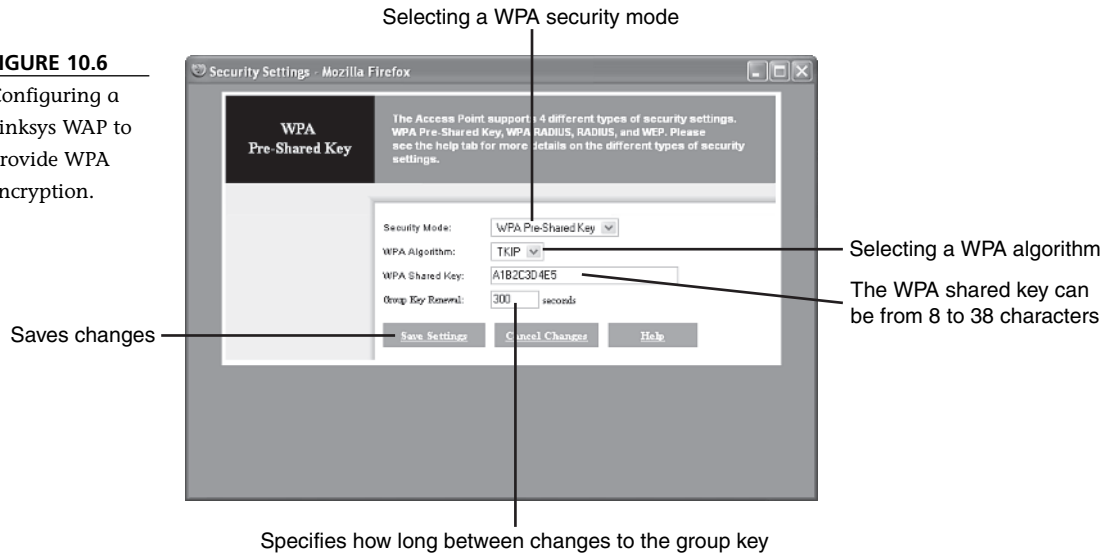 Selecting a WPA security mode
IGURE 10.6
Configuring a
inksys WAP to
rovide WPA
ncryption.
Security Settings - Mozilla Firefox
WPA
Pre-Shared Key
The Access Point supports 4 different types of security settings.
WPA Pre-Shared Key, WPA RADIUS, RADIUS, and WEP. Please
see the help tab for more details on the different types of security
settings.
Security Mode: WPA Pre-Shared Key
WPA Algorithm: TKIP
Selecting a WPA algorithm
WPA Shared Key: A1B2C3D4E5
The WPA shared key can
be from 8 to 38 characters
Group Key Renewal: 300 seconds
Saves changes
Save Settings Cancel Changes Help
Specifies how long between changes to the group key